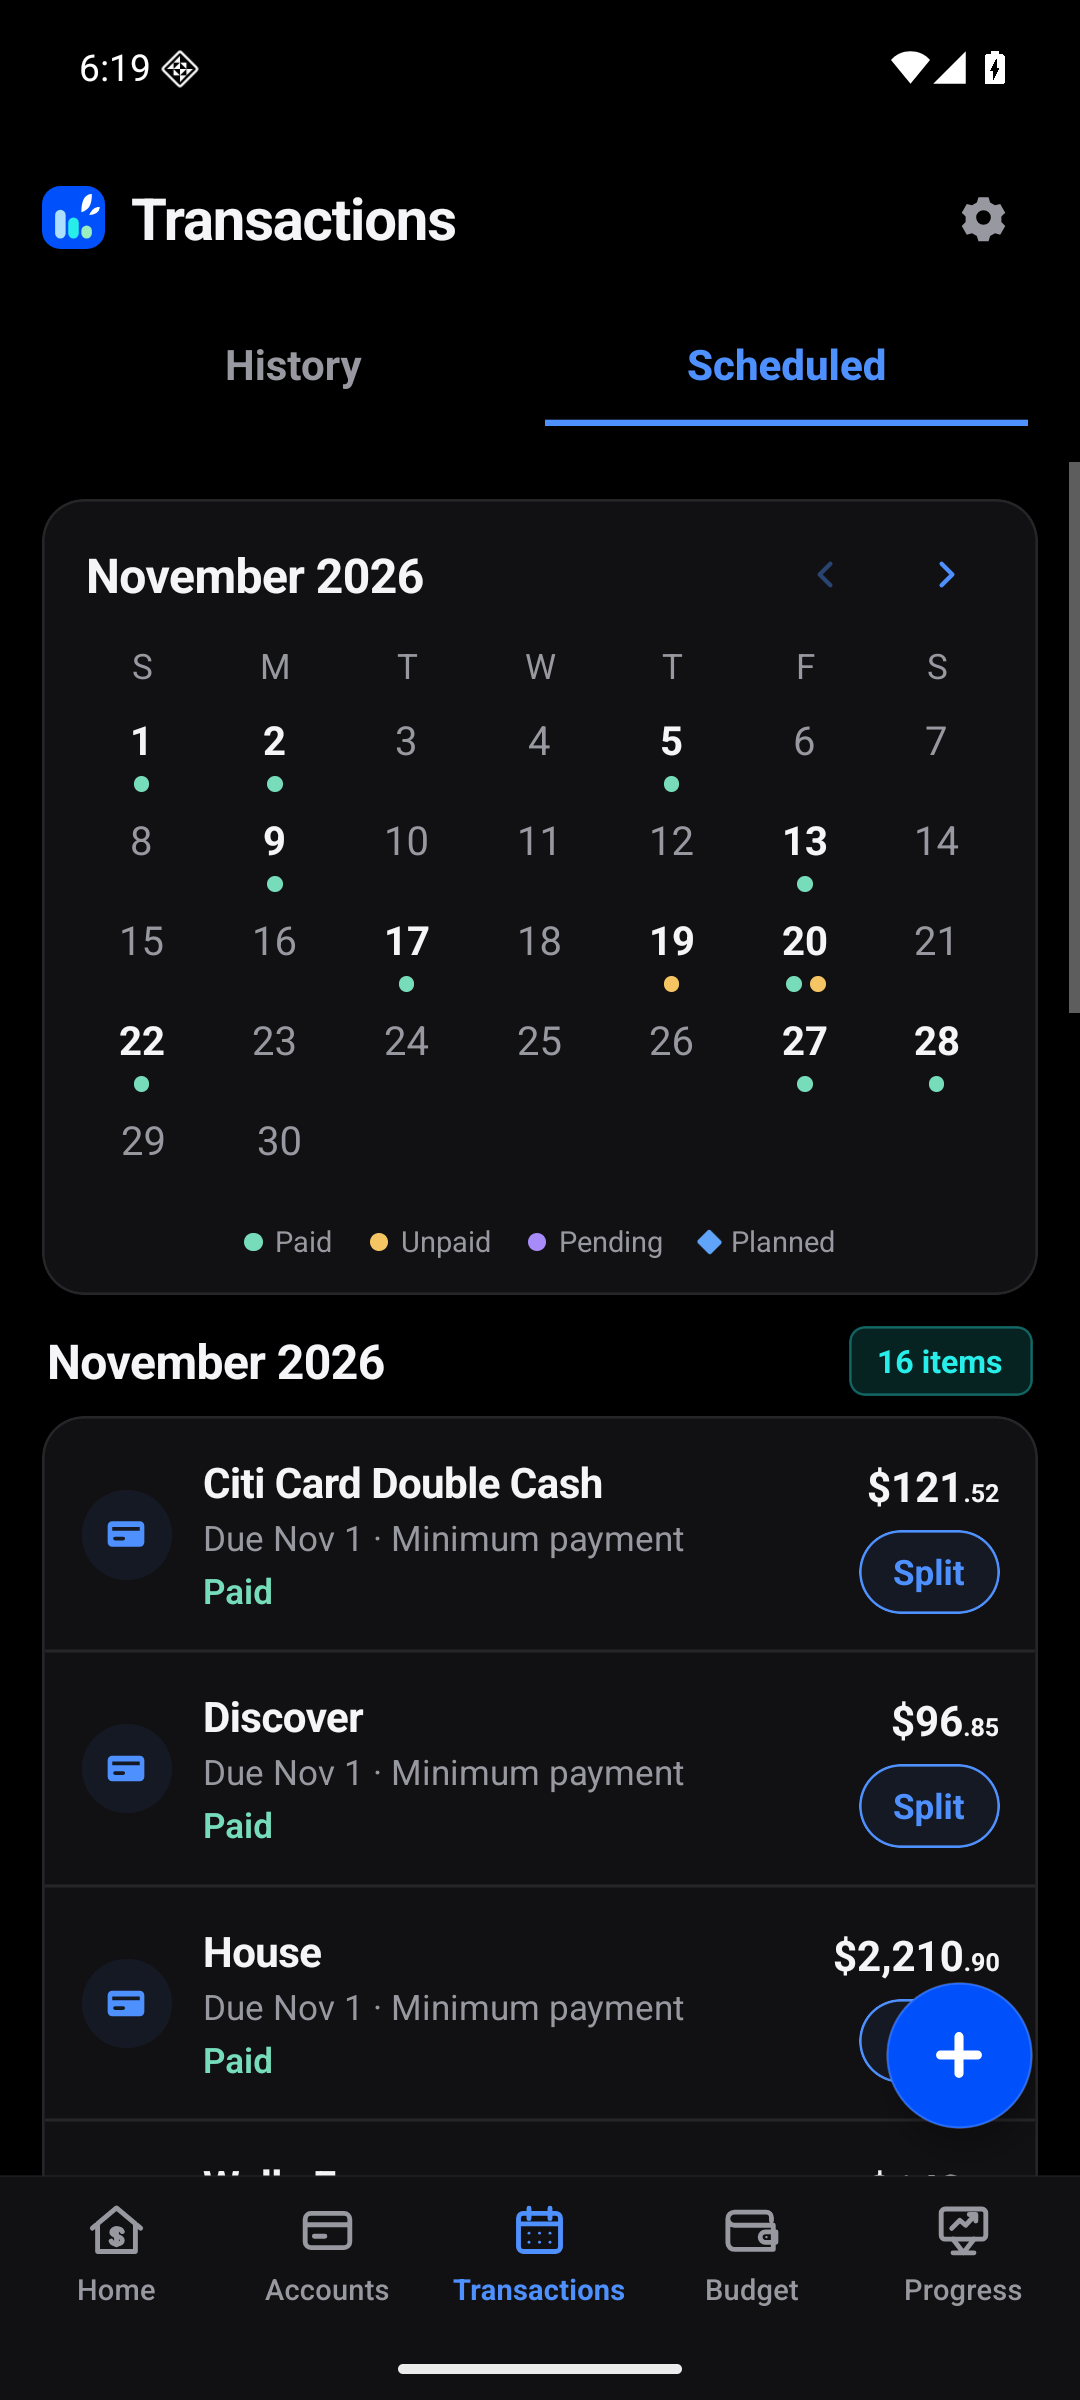 6:19
Transactions
History Scheduled
November 2026
S M T W T F S
1 2 3 4 5 6 7
8 9 10 11 12 13 14
15 16 17 18 19 20 21
22 23 24 25 26 27 28
29 30
Paid Unpaid Pending Planned
November 2026 16 items
Citi Card Double Cash $121.52
Due Nov 1 · Minimum payment
Paid Split
Discover $96.85
Due Nov 1 · Minimum payment
Paid Split
House $2,210.90
Due Nov 1 · Minimum payment
Paid
Home Accounts Transactions Budget Progress